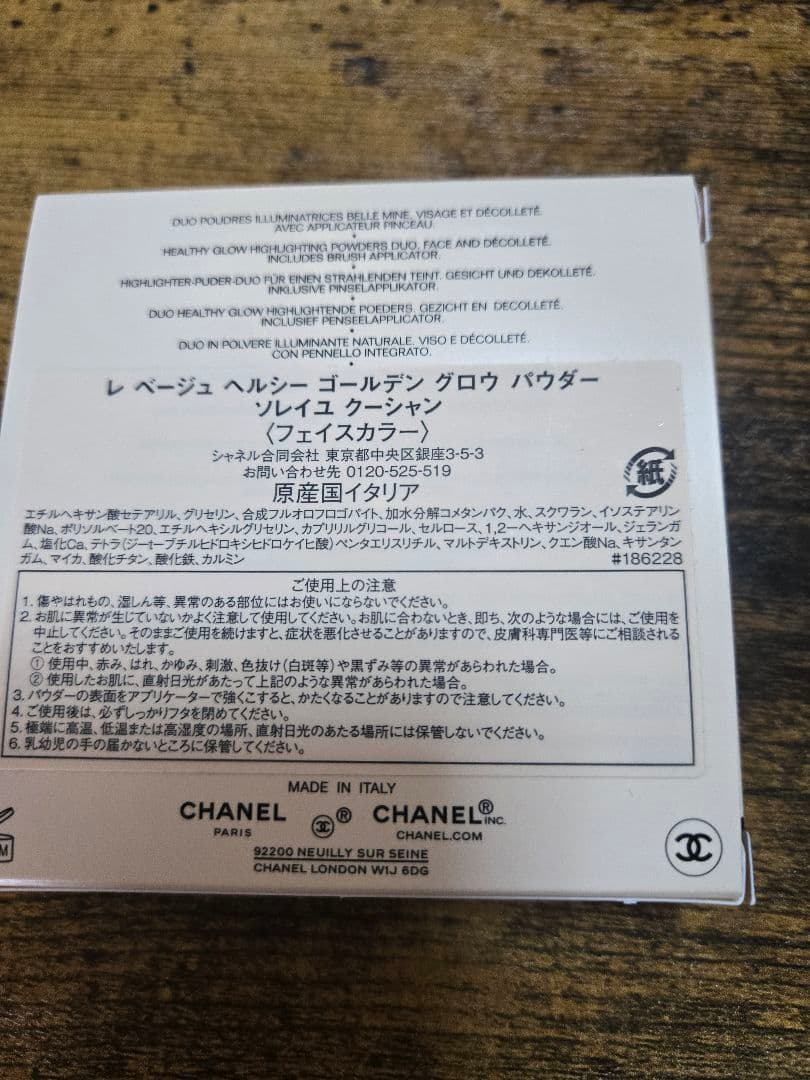 DUO POUDRES ILLUMINATRICES BELLE MINE, VISAGE ET DÉCOLLETÉ.
AVEC APPLICATEUR PINCEAU.
•
HEALTHY GLOW HIGHLIGHTING POWDERS DUO, FACE AND DÉCOLLETÉ.
INCLUDES BRUSH APPLICATOR.
•
HIGHLIGHTER-PUDER-DUO FÜR EINEN STRAHLENDEN TEINT. GESICHT UND DEKOLLETÉ.
INKLUSIVE PINSELAPPLIKATOR.
•
DUO HEALTHY GLOW HIGHLIGHTENDE POEDERS. GEZICHT EN DECOLLETÉ.
INCLUSIEF PENSEELAPPLICATOR.
•
DUO IN POLVERE ILLUMINANTE NATURALE. VISO E DÉCOLLETÉ.
CON PENNELLO INTEGRATO.
•
レ ベージュ ヘルシー ゴールデン グロウ パウダー
ソレイユ クーシャン
〈フェイスカラー〉
シャネル合同会社 東京都中央区銀座3-5-3
お問い合わせ先 0120-525-519
原産国イタリア
紙
エチルヘキサン酸セテアリル、グリセリン、合成フルオロフロゴパイト、加水分解コメタンパク、水、スクワラン、イソステアリン
酸Na、ポリソルベート20、エチルヘキシルグリセリン、カプリリルグリコール、セルロース、1,2－ヘキサンジオール、ジェランガ
ム、塩化Ca、テトラ(ジーt－ブチルヒドロキシヒドロケイヒ酸)ペンタエリスリチル、マルトデキストリン、クエン酸Na、キサンタン
ガム、マイカ、酸化チタン、酸化鉄、カルミン #186228
ご使用上の注意
1. 傷やはれもの、湿しん等、異常のある部位にはお使いにならないでください。
2. お肌に異常が生じていないかよく注意して使用してください。お肌に合わないとき、即ち、次のような場合には、ご使用を
中止してください。そのまま​ご使用を続けますと、症状を悪化させることがありますので、皮膚科専門医等にご相談される
ことをおすすめいたします。
① 使用中、赤み、はれ、かゆみ、刺激、色抜け(白斑等)や黒ずみ等の異常があらわれた場合。
② 使用したお肌に、直射日光があたって上記のような異常があらわれた場合。
3. パウダーの表面をアプリケーターで強くこすると、かたくなることがありますので注意してください。
4. ご使用後は、必ずしっかりフタを閉めてください。
5. 極端に高温、低温または高湿度の場所、直射日光のあたる場所には保管しないでください。
6. 乳幼児の手の届かないところに保管してください。
MADE IN ITALY
CHANEL ® CHANEL® INC.
PARIS CHANEL.COM
92200 NEUILLY SUR SEINE
CHANEL LONDON W1J 6DG
M